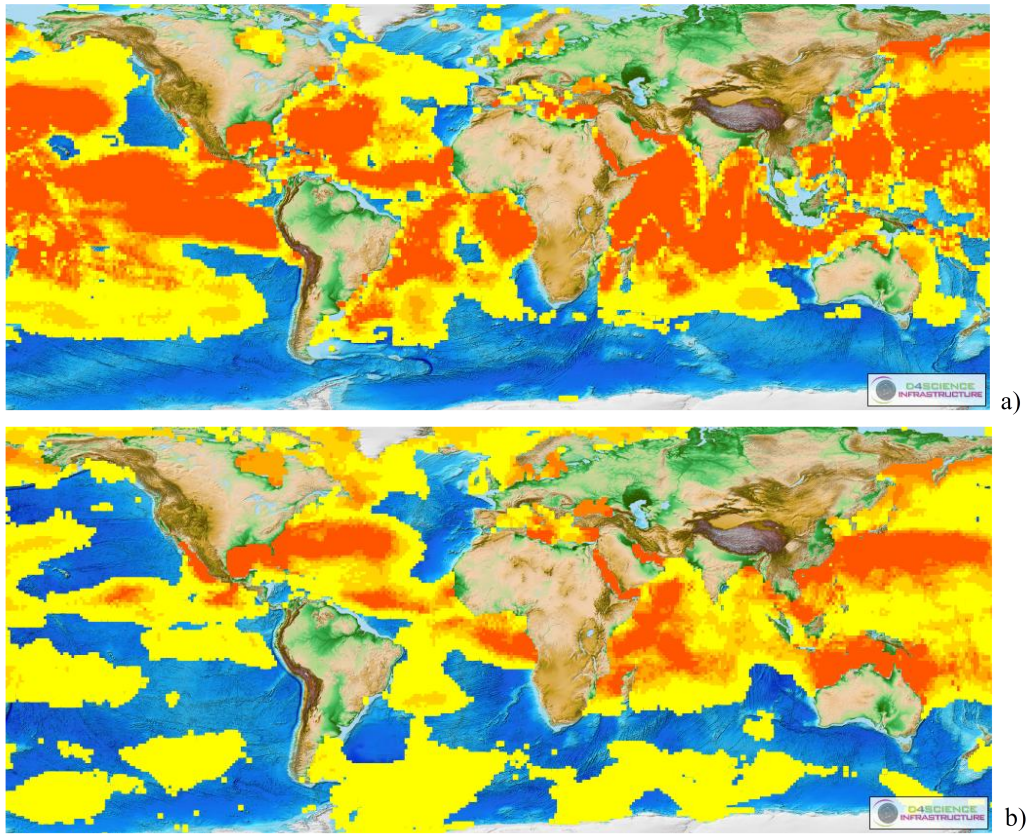 D4SCIENCE
INFRASTRUCTURE
a)
D4SCIENCE
INFRASTRUCTURE
b)